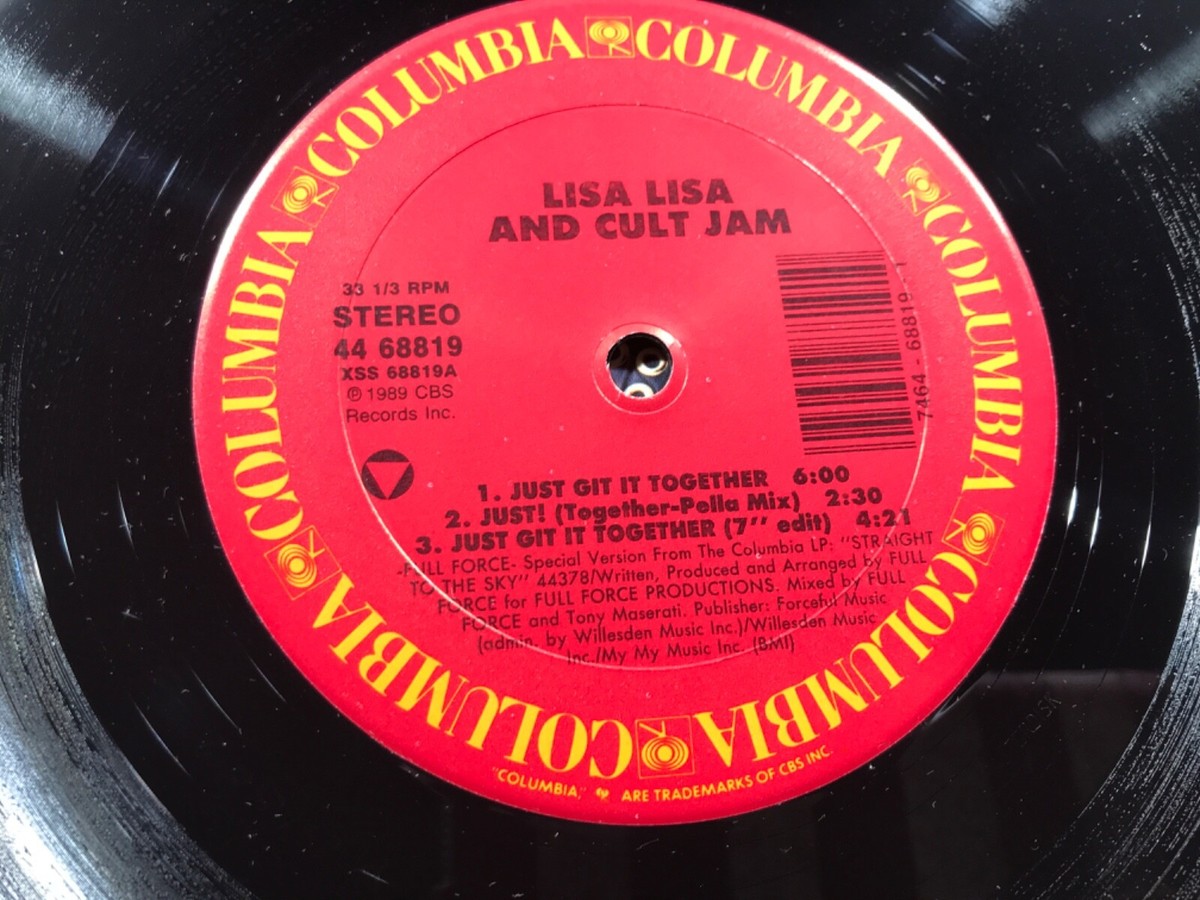 COLUMBIA COLUMBIA COLUMBIA COLUMBIA COLUMBIA COLUMBIA COLUMBIA COLUMBIA
LISA LISA
AND CULT JAM
33 1/3 RPM
STEREO
44 68819
XSS 68819A
℗ 1989 CBS
Records Inc.
7464 - 68819 1
1. JUST GIT IT TOGETHER 6:00
2. JUST! (Together-Pella Mix) 2:30
3. JUST GIT IT TOGETHER (7" edit) 4:21
-FULL FORCE- Special Version From The Columbia LP: "STRAIGHT
TO THE SKY" 44378/Written, Produced and Arranged by FULL
FORCE for FULL FORCE PRODUCTIONS. Mixed by FULL
FORCE and Tony Maserati. Publisher: Forceful Music
(admin. by Willesden Music Inc.)/Willesden Music
Inc./My My Music Inc. (BMI)
"COLUMBIA," ARE TRADEMARKS OF CBS INC.